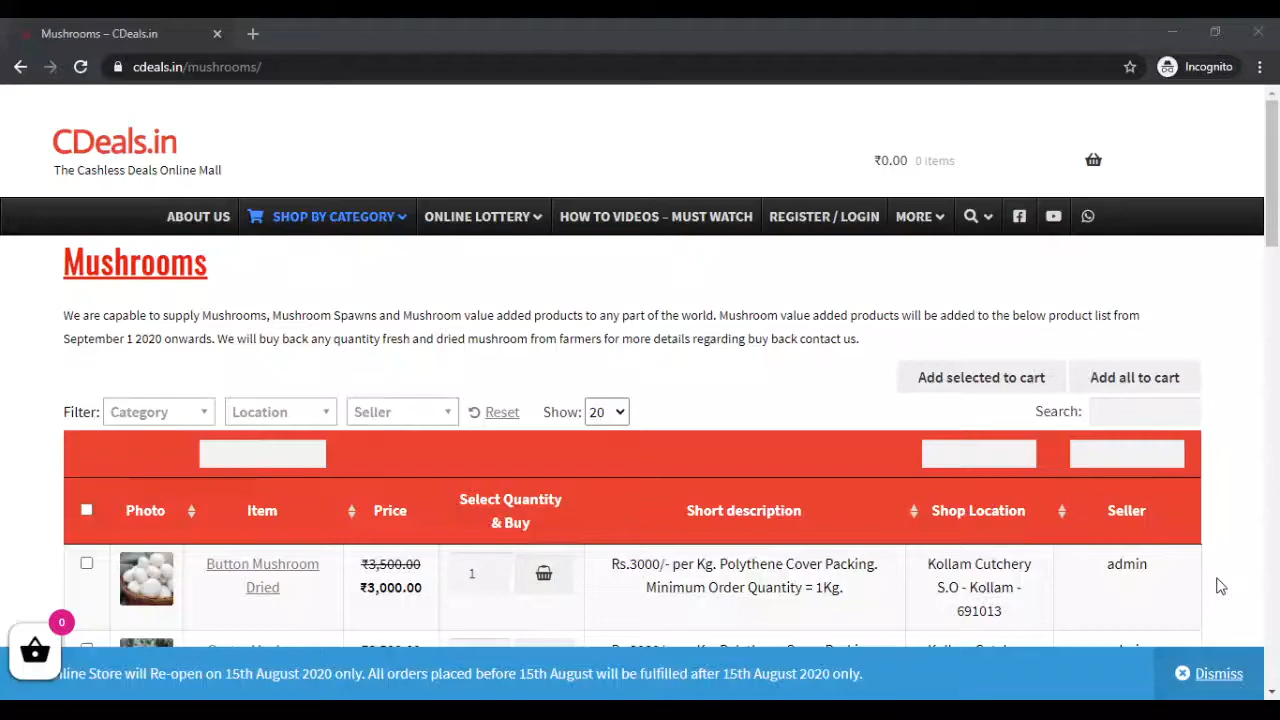 Mushrooms – CDeals.in
cdeals.in/mushrooms/
Incognito
CDeals.in
The Cashless Deals Online Mall
₹0.00 0 items
ABOUT US SHOP BY CATEGORY ONLINE LOTTERY HOW TO VIDEOS – MUST WATCH REGISTER / LOGIN MORE
Mushrooms
We are capable to supply Mushrooms, Mushroom Spawns and Mushroom value added products to any part of the world. Mushroom value added products will be added to the below product list from
September 1 2020 onwards. We will buy back any quantity fresh and dried mushroom from farmers for more details regarding buy back contact us.
Add selected to cart Add all to cart
Filter: Category Location Seller Reset Show: 20 Search:
Photo Item Price Select Quantity & Buy Short description Shop Location Seller
Button Mushroom Dried
₹3,500.00
₹3,000.00
1
Rs.3000/- per Kg. Polythene Cover Packing.
Minimum Order Quantity = 1Kg.
Kollam Cutchery
S.O - Kollam -
691013
admin
0
Store will Re-open on 15th August 2020 only. All orders placed before 15th August will be fulfilled after 15th August 2020 only.
Dismiss